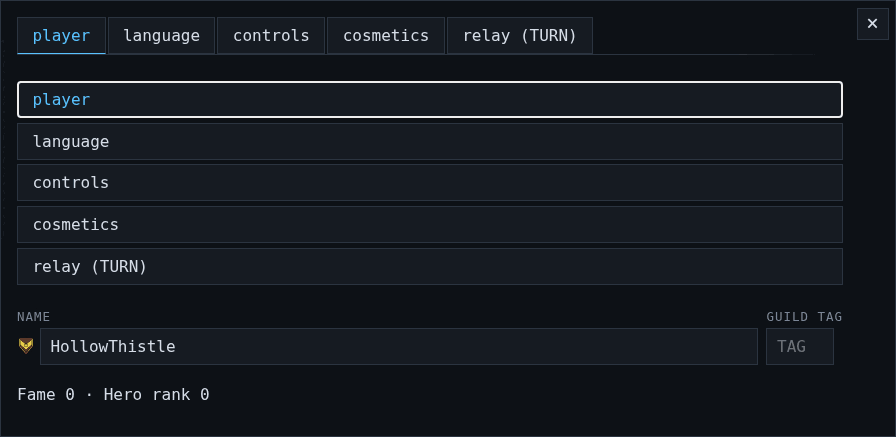 player language controls cosmetics relay (TURN) ×
player
language
controls
cosmetics
relay (TURN)
NAME GUILD TAG
HollowThistle TAG
Fame 0 · Hero rank 0